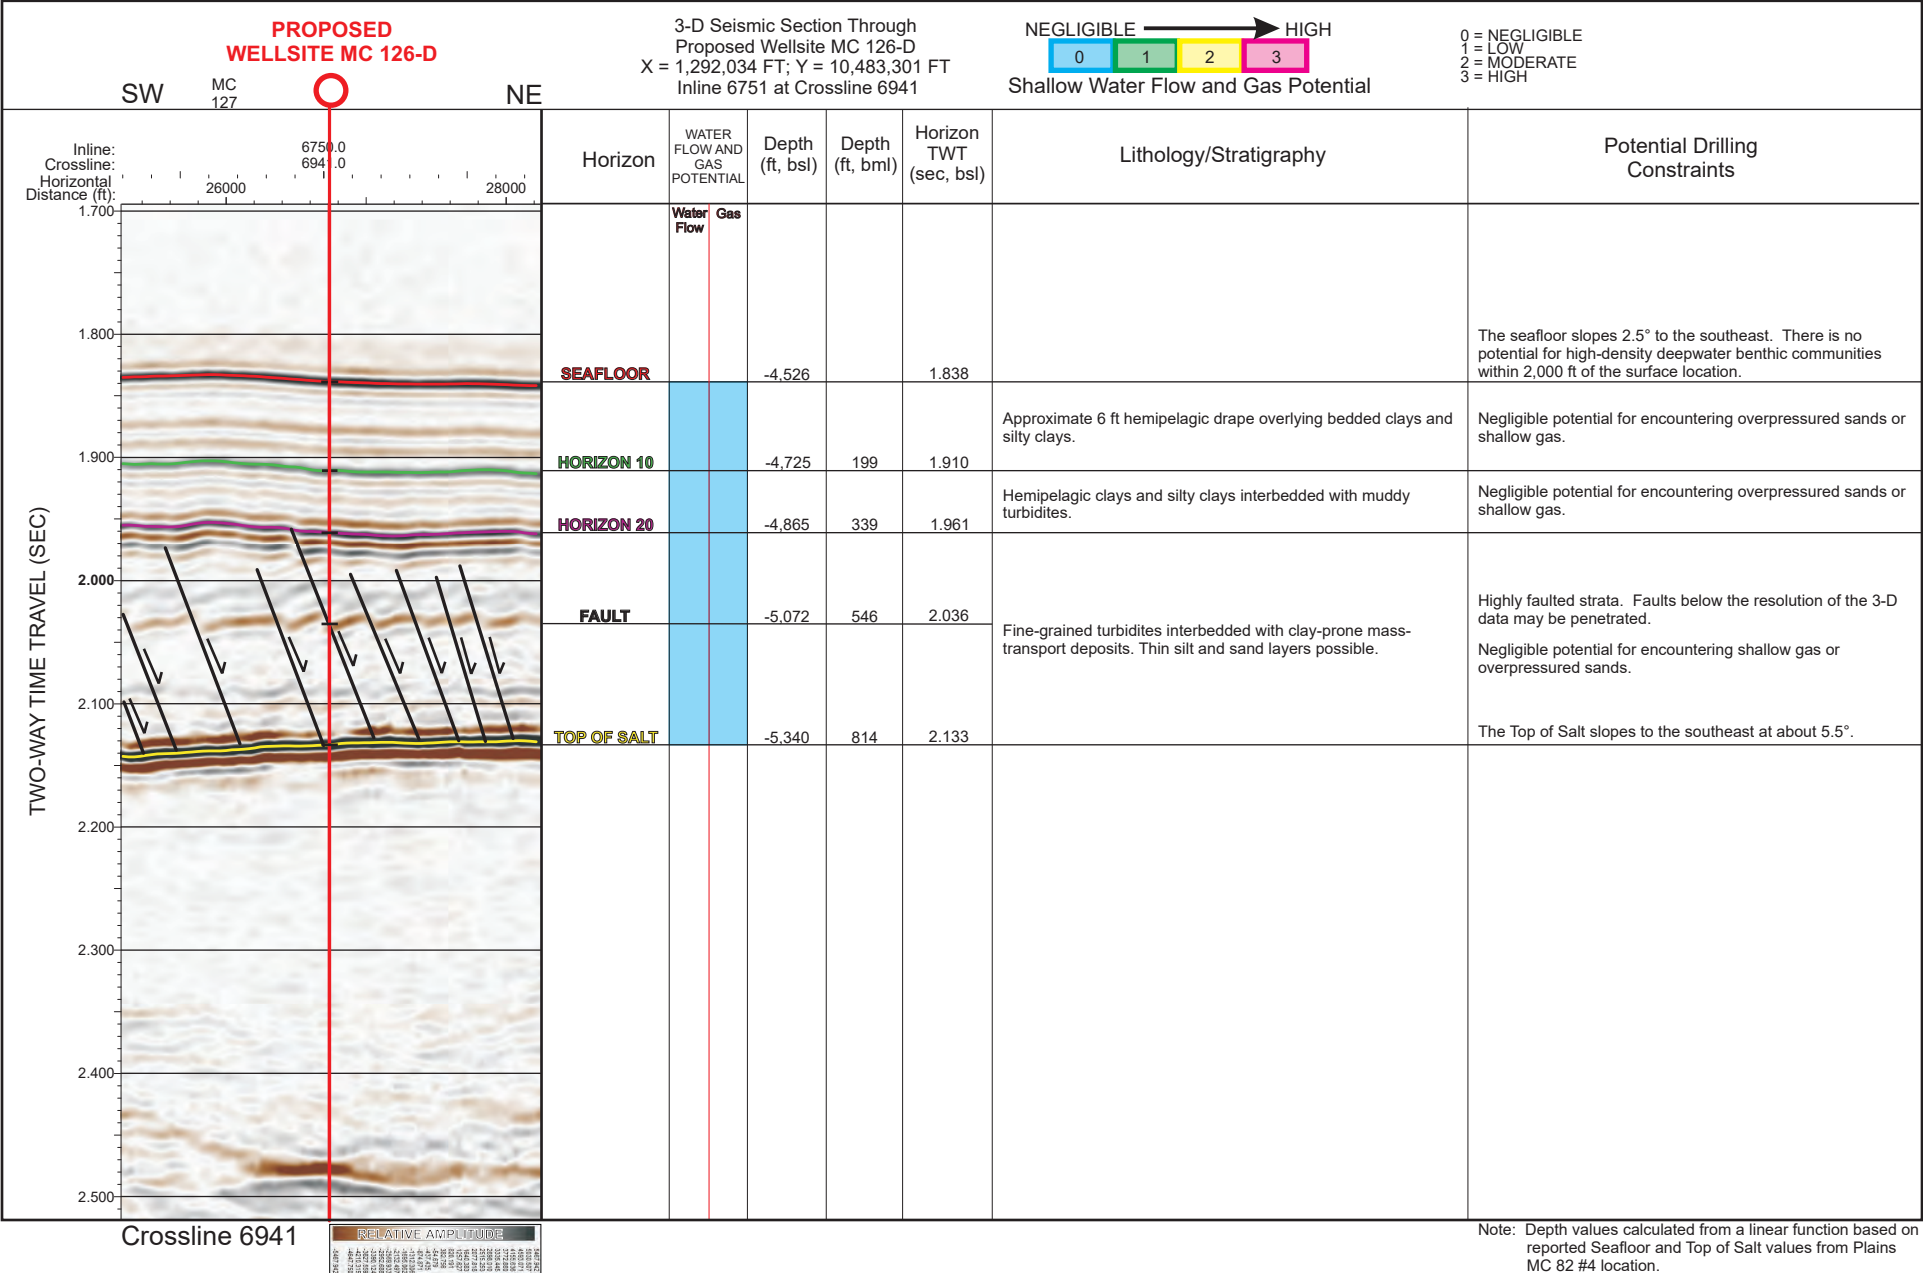 PROPOSED
WELLSITE MC 126-D
SW
MC
127
NE
3-D Seismic Section Through
Proposed Wellsite MC 126-D
X = 1,292,034 FT; Y = 10,483,301 FT
Inline 6751 at Crossline 6941
NEGLIGIBLE HIGH
0 1 2 3
Shallow Water Flow and Gas Potential
0 = NEGLIGIBLE
1 = LOW
2 = MODERATE
3 = HIGH
Inline: 6750.0
Crossline: 6941.0
Horizontal
Distance (ft):
26000 28000
Horizon
WATER
FLOW AND
GAS
POTENTIAL
Depth
(ft, bsl)
Depth
(ft, bml)
Horizon
TWT
(sec, bsl)
Lithology/Stratigraphy
Potential Drilling
Constraints
Water
Flow
Gas
TWO-WAY TIME TRAVEL (SEC)
1.700
1.800
1.900
2.000
2.100
2.200
2.300
2.400
2.500
SEAFLOOR -4,526 1.838
The seafloor slopes 2.5° to the southeast. There is no
potential for high-density deepwater benthic communities
within 2,000 ft of the surface location.
Approximate 6 ft hemipelagic drape overlying bedded clays and
silty clays.
Negligible potential for encountering overpressured sands or
shallow gas.
HORIZON 10 -4,725 199 1.910
Hemipelagic clays and silty clays interbedded with muddy
turbidites.
Negligible potential for encountering overpressured sands or
shallow gas.
HORIZON 20 -4,865 339 1.961
FAULT -5,072 546 2.036
Fine-grained turbidites interbedded with clay-prone mass-
transport deposits. Thin silt and sand layers possible.
Highly faulted strata. Faults below the resolution of the 3-D
data may be penetrated.
Negligible potential for encountering shallow gas or
overpressured sands.
TOP OF SALT -5,340 814 2.133
The Top of Salt slopes to the southeast at about 5.5°.
Crossline 6941
RELATIVE AMPLITUDE
Note: Depth values calculated from a linear function based on
reported Seafloor and Top of Salt values from Plains
MC 82 #4 location.